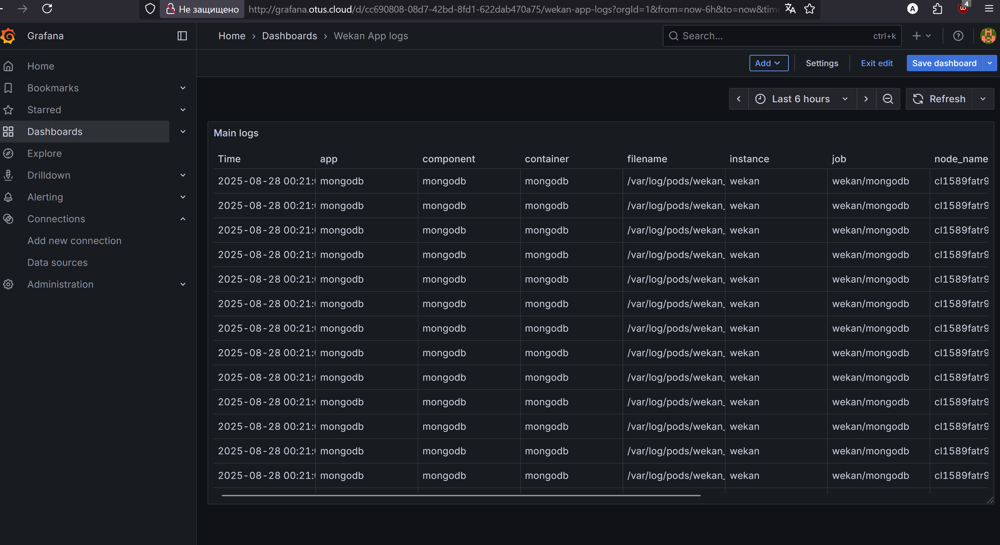 Не защищено http://grafana.otus.cloud/d/cc690808-08d7-42bd-8fd1-622dab470a75/wekan-app-logs?orgId=1&from=now-6h&to=now&tim A 4
Grafana Home › Dashboards › Wekan App logs Search... ctrl+k
Add Settings Exit edit Save dashboard
Home
Bookmarks
Starred
Dashboards
Explore
Drilldown
Alerting
Connections
Add new connection
Data sources
Administration
Last 6 hours Refresh
Main logs
Time app component container filename instance job node_name
2025-08-28 00:21: mongodb mongodb mongodb /var/log/pods/wekan_ wekan wekan/mongodb cl1589fatr9
2025-08-28 00:21: mongodb mongodb mongodb /var/log/pods/wekan_ wekan wekan/mongodb cl1589fatr9
2025-08-28 00:21: mongodb mongodb mongodb /var/log/pods/wekan_ wekan wekan/mongodb cl1589fatr9
2025-08-28 00:21: mongodb mongodb mongodb /var/log/pods/wekan_ wekan wekan/mongodb cl1589fatr9
2025-08-28 00:21: mongodb mongodb mongodb /var/log/pods/wekan_ wekan wekan/mongodb cl1589fatr9
2025-08-28 00:21: mongodb mongodb mongodb /var/log/pods/wekan_ wekan wekan/mongodb cl1589fatr9
2025-08-28 00:21: mongodb mongodb mongodb /var/log/pods/wekan_ wekan wekan/mongodb cl1589fatr9
2025-08-28 00:21: mongodb mongodb mongodb /var/log/pods/wekan_ wekan wekan/mongodb cl1589fatr9
2025-08-28 00:21: mongodb mongodb mongodb /var/log/pods/wekan_ wekan wekan/mongodb cl1589fatr9
2025-08-28 00:21: mongodb mongodb mongodb /var/log/pods/wekan_ wekan wekan/mongodb cl1589fatr9
2025-08-28 00:21: mongodb mongodb mongodb /var/log/pods/wekan_ wekan wekan/mongodb cl1589fatr9
2025-08-28 00:21: mongodb mongodb mongodb /var/log/pods/wekan_ wekan wekan/mongodb cl1589fatr9
2025-08-28 00:21: mongodb mongodb mongodb /var/log/pods/wekan_ wekan wekan/mongodb cl1589fatr9